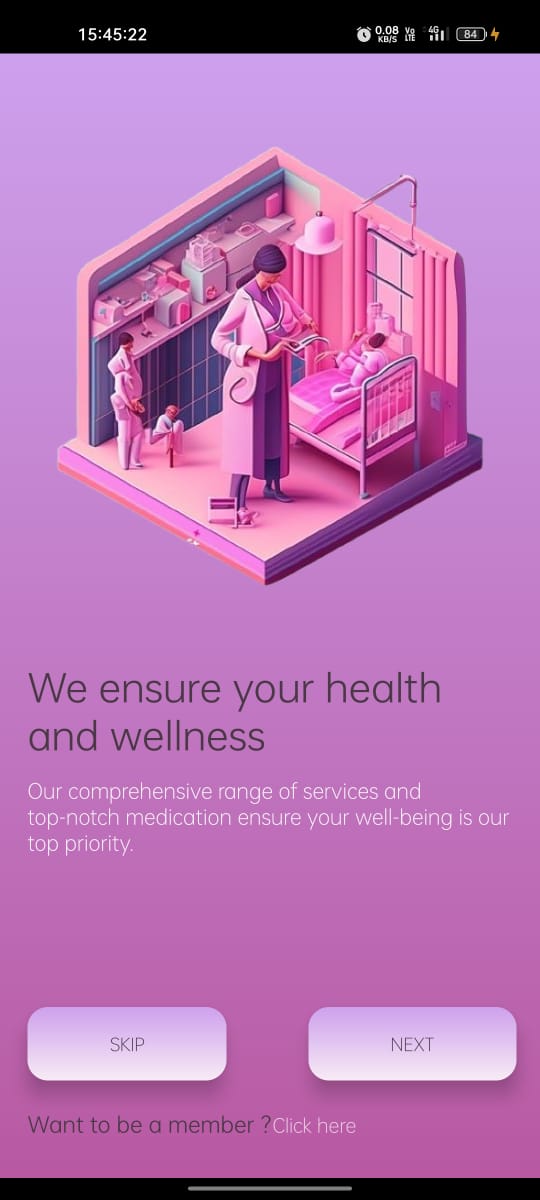 15:45:22
0.08 KB/S Vo LTE 4G 84
We ensure your health
and wellness
Our comprehensive range of services and
top-notch medication ensure your well-being is our
top priority.
SKIP NEXT
Want to be a member ?Click here